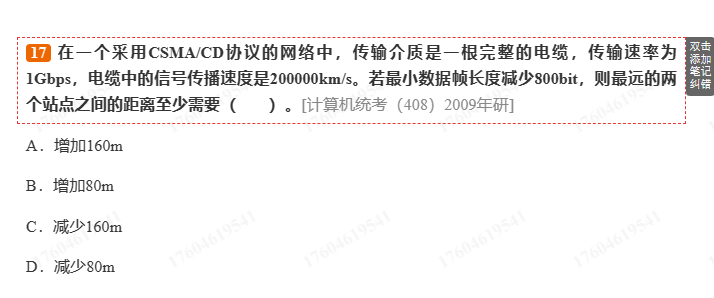 17 在一个采用CSMA/CD协议的网络中，传输介质是一根完整的电缆，传输速率为
1Gbps，电缆中的信号传播速度是200000km/s。若最小数据帧长度减少800bit，则最远的两
个站点之间的距离至少需要（　　）。[计算机统考（408）2009年研]
双击
添加
笔记
纠错
A．增加160m
B．增加80m
C．减少160m
D．减少80m
17604619541
17604619541
17604619541
17604619541
17604619541
17604619541